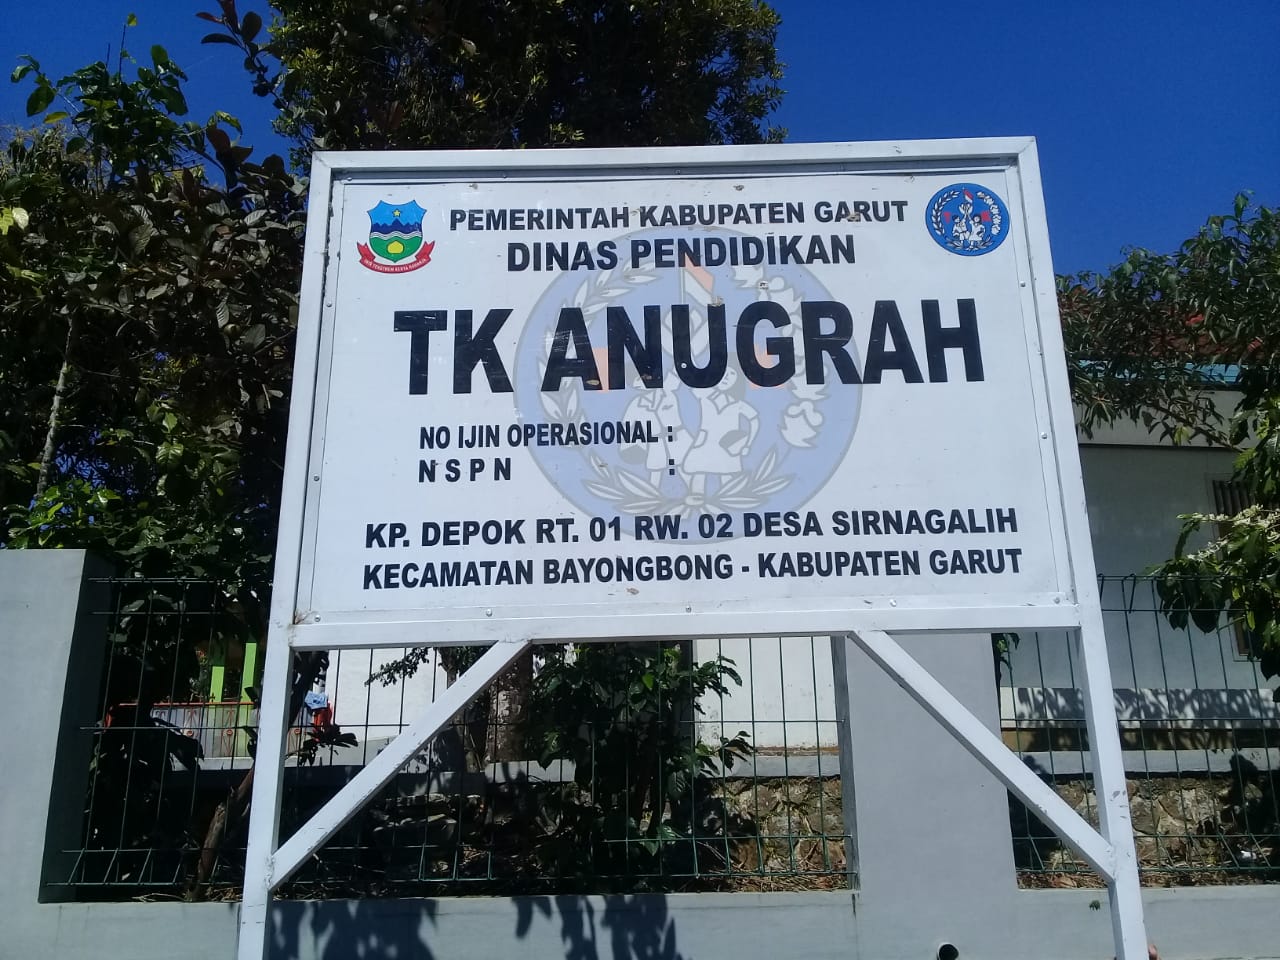 PEMERINTAH KABUPATEN GARUT
DINAS PENDIDIKAN
TK ANUGRAH
NO IJIN OPERASIONAL :
N S P N :
KP. DEPOK RT. 01 RW. 02 DESA SIRNAGALIH
KECAMATAN BAYONGBONG - KABUPATEN GARUT